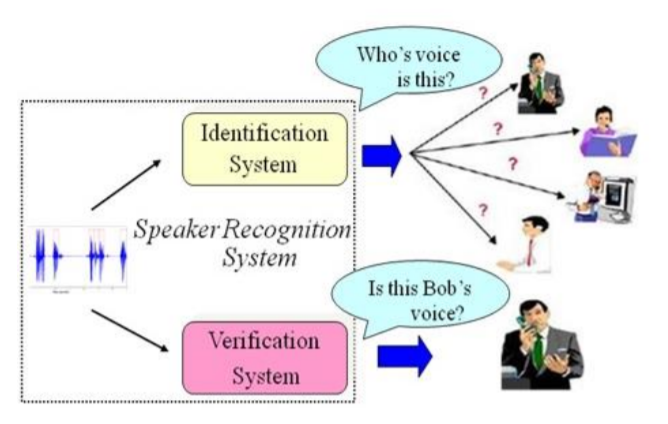 Who's voice
is this?
?
?
?
?
Identification
System
Speaker Recognition
System
Is this Bob's
voice?
Verification
System